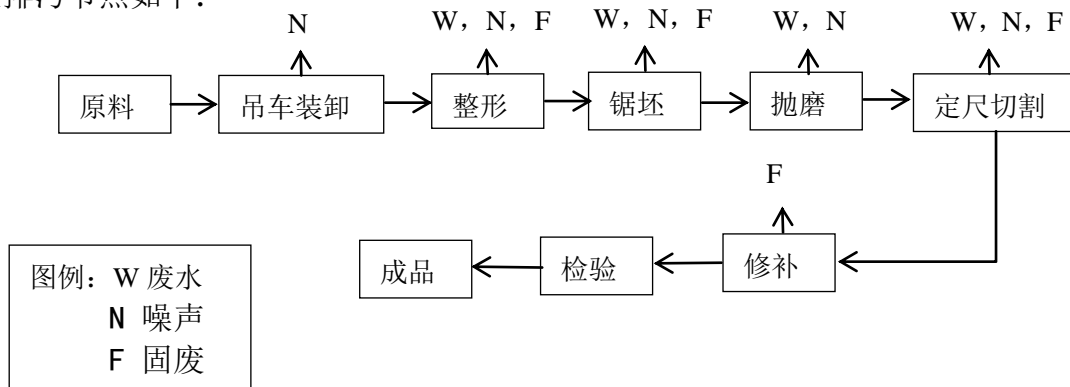 N
W，N，F
W，N，F
W，N
W，N，F
原料
吊车装卸
整形
锯坯
抛磨
定尺切割
F
成品
检验
修补
图例：W 废水
N 噪声
F 固废